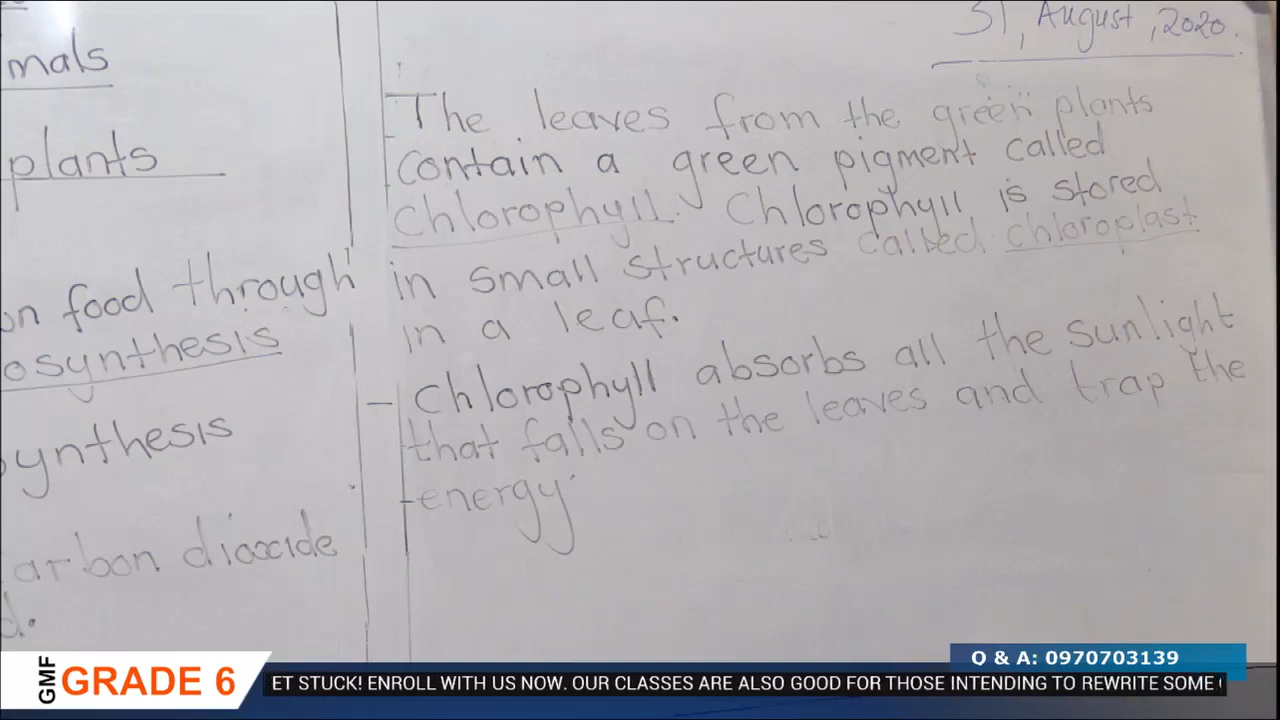 mals
plants
on food through
osynthesis
synthesis
arbon dioxide
d.
31, August, 2020.
The leaves from the green plants
contain a green pigment called
Chlorophyll. Chlorophyll is stored
in small structures called chloroplast
in a leaf.
- Chlorophyll absorbs all the sunlight
that falls on the leaves and trap the
energy
Q & A: 0970703139
GMF GRADE 6
ET STUCK! ENROLL WITH US NOW. OUR CLASSES ARE ALSO GOOD FOR THOSE INTENDING TO REWRITE SOME